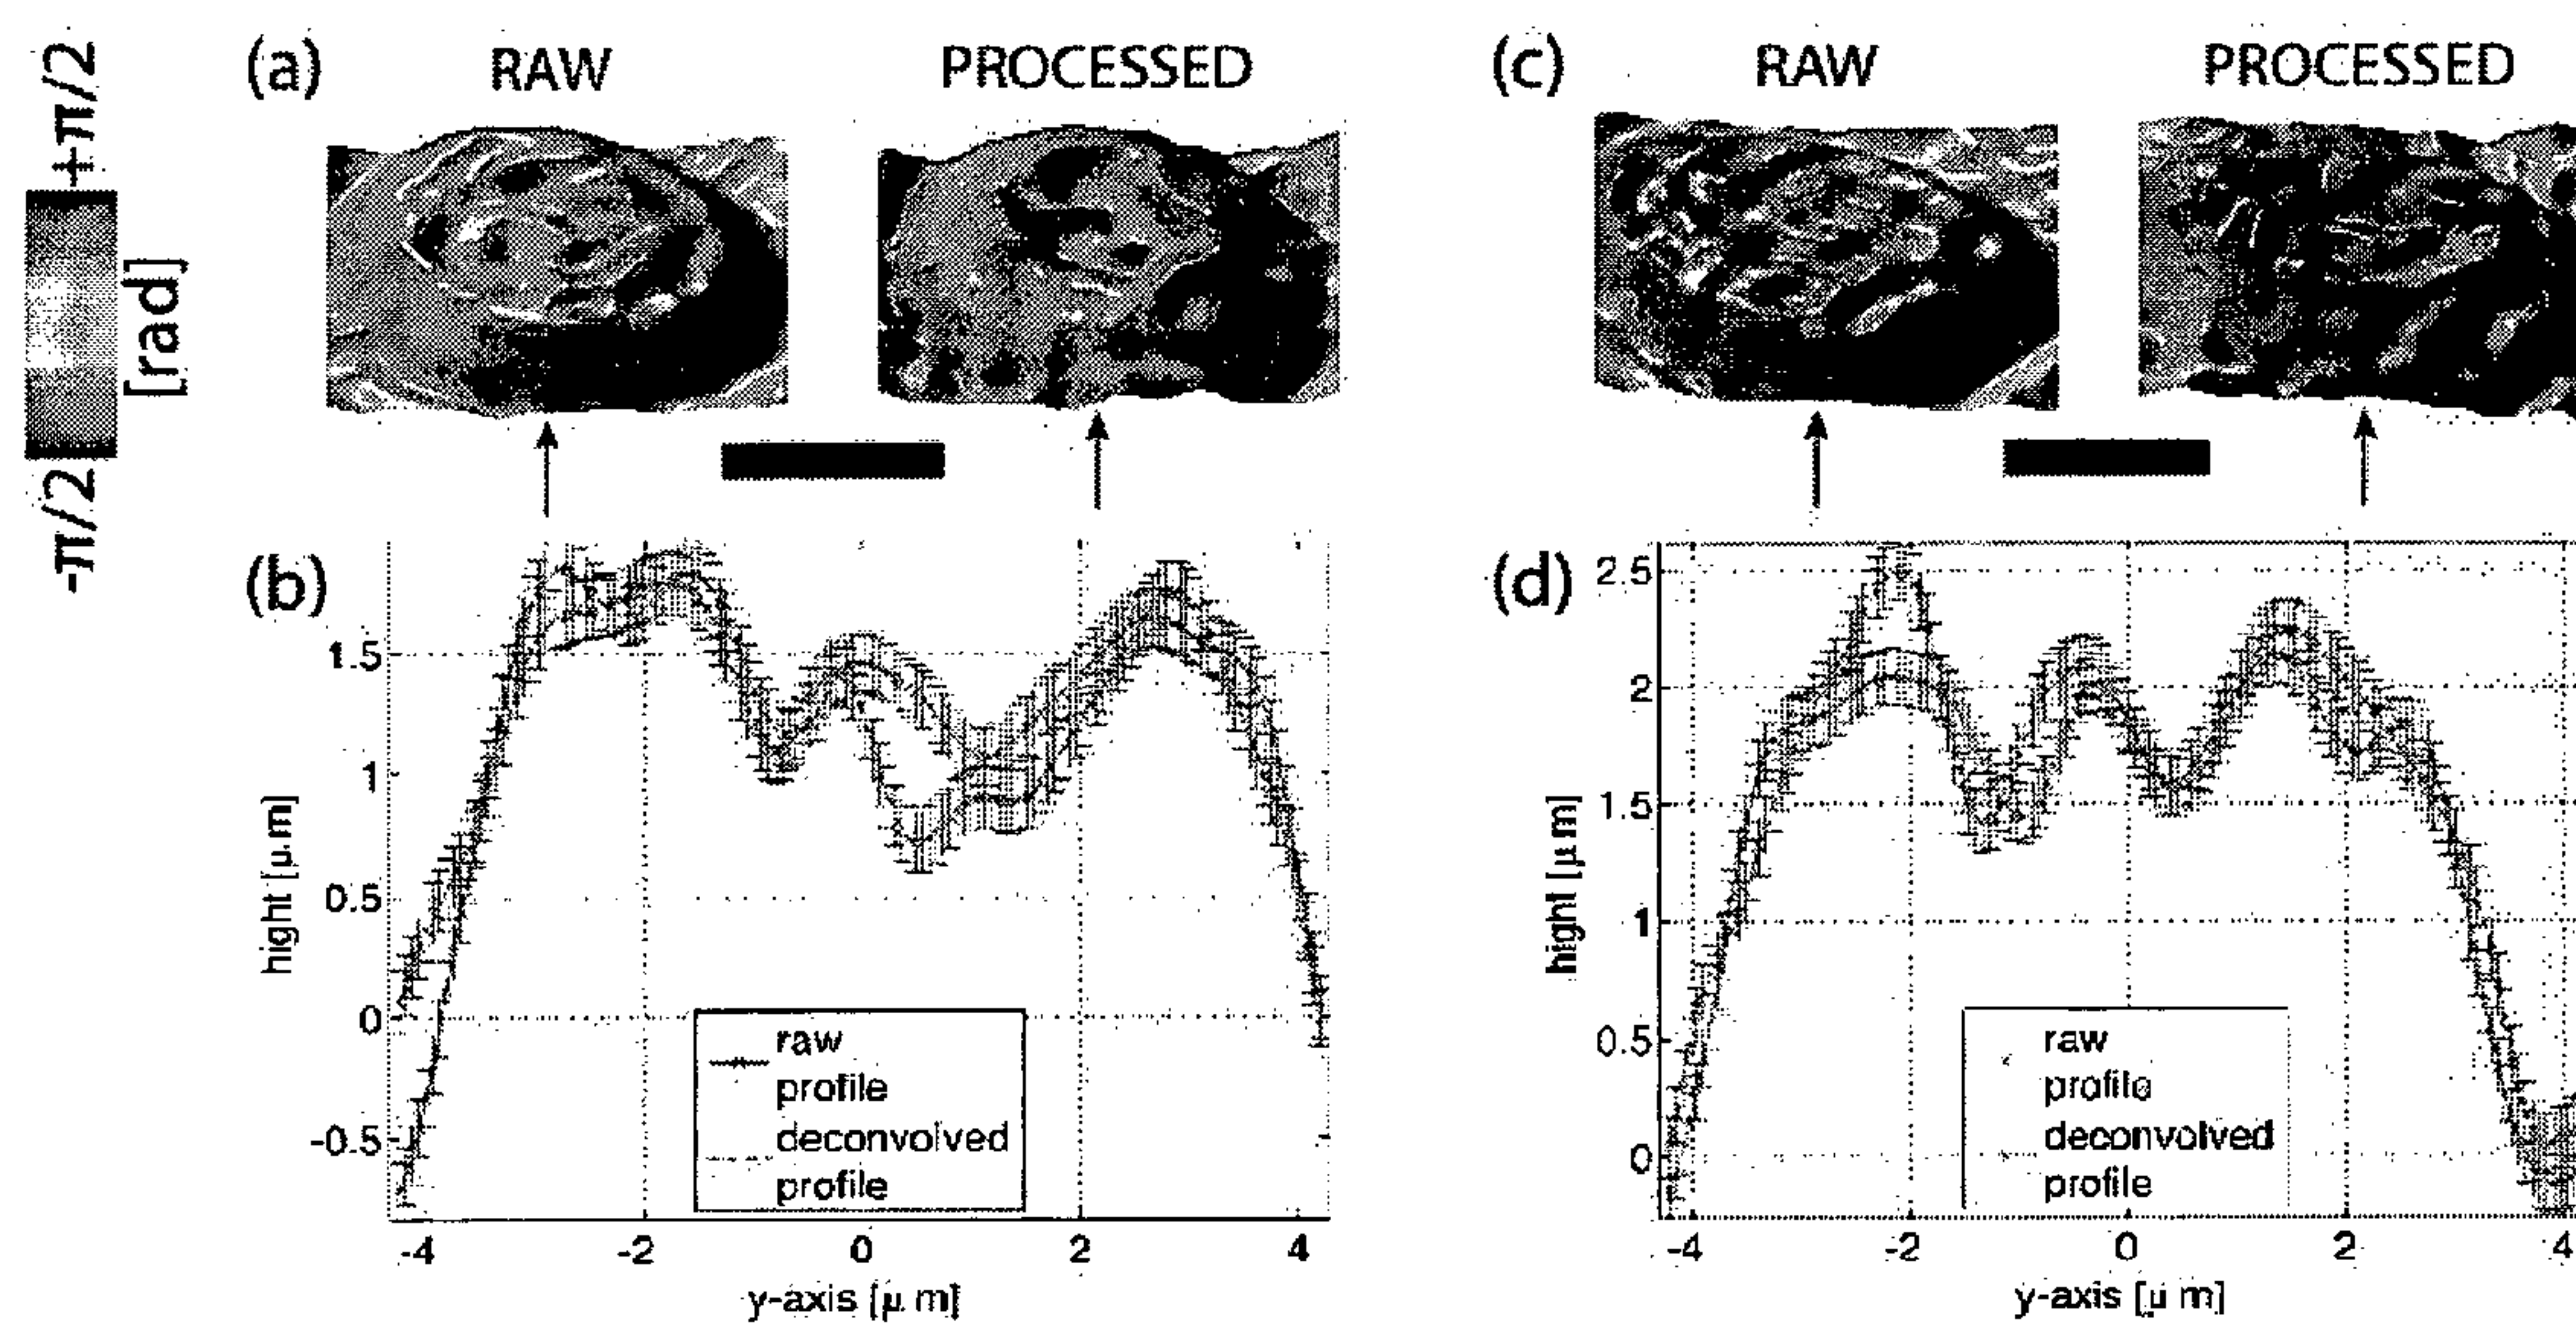 +π/2
[rad]
-π/2
(a) RAW PROCESSED
(c) RAW PROCESSED
(b)
1.5
1
0.5
0
-0.5
hight [μm]
raw
profile
deconvolved
profile
-4 -2 0 2 4
y-axis [μ m]
(d)
2.5
2
1.5
1
0.5
0
hight [μ m]
raw
profile
deconvolved
profile
-4 -2 0 2 4
y-axis [μ m]